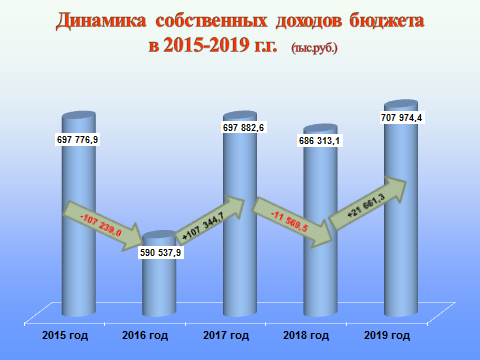 Динамика собственных доходов бюджета
в 2015-2019 г.г. (тыс.руб.)
697 776,9
590 537,9
697 882,6
686 313,1
707 974,4
-107 239,0
+107 344,7
-11 569,5
+21 661,3
2015 год
2016 год
2017 год
2018 год
2019 год